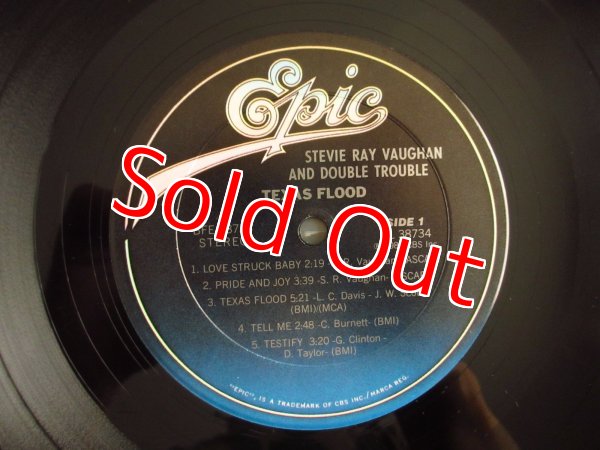 Epic
STEVIE RAY VAUGHAN
AND DOUBLE TROUBLE
TEXAS FLOOD
SIDE 1
STEREO 38734
Sold Out
1. LOVE STRUCK BABY 2:19 Vaughan
2. PRIDE AND JOY 3:39 -S. R. Vaughan-
3. TEXAS FLOOD 5:21 -L. C. Davis - J. W.
(BMI)/(MCA)
4. TELL ME 2:48 -C. Burnett- (BMI)
5. TESTIFY 3:20 -G. Clinton -
D. Taylor- (BMI)
"EPIC", IS A TRADEMARK OF CBS INC./MARCA REG.